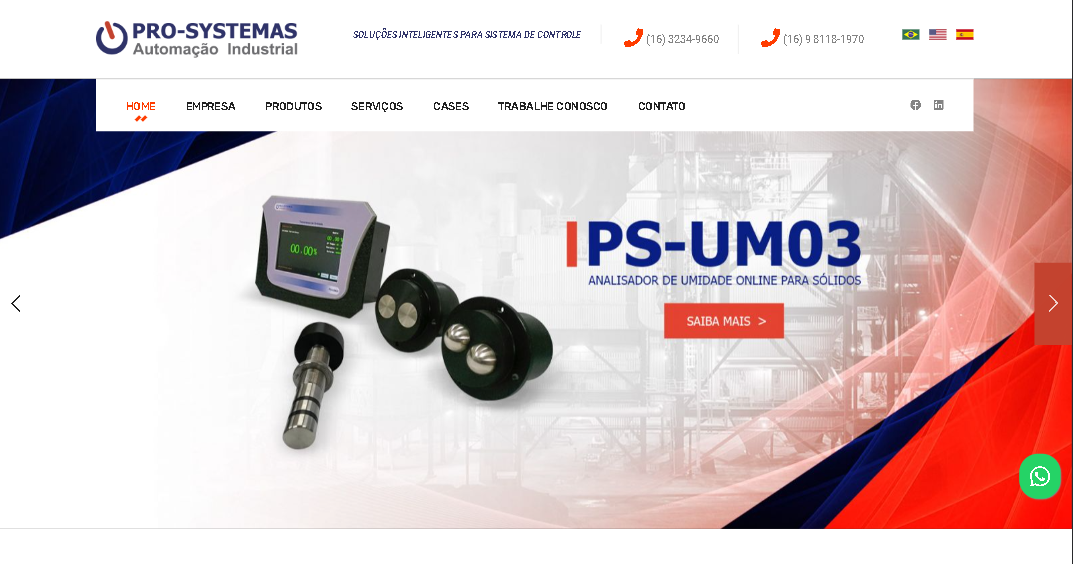 PRO-SYSTEMAS
Automação Industrial
SOLUÇÕES INTELIGENTES PARA SISTEMA DE CONTROLE
(16) 3234-9660
(16) 9 8118-1970
HOME
EMPRESA
PRODUTOS
SERVIÇOS
CASES
TRABALHE CONOSCO
CONTATO
00.00%
PS-UM03
ANALISADOR DE UMIDADE ONLINE PARA SÓLIDOS
SAIBA MAIS >